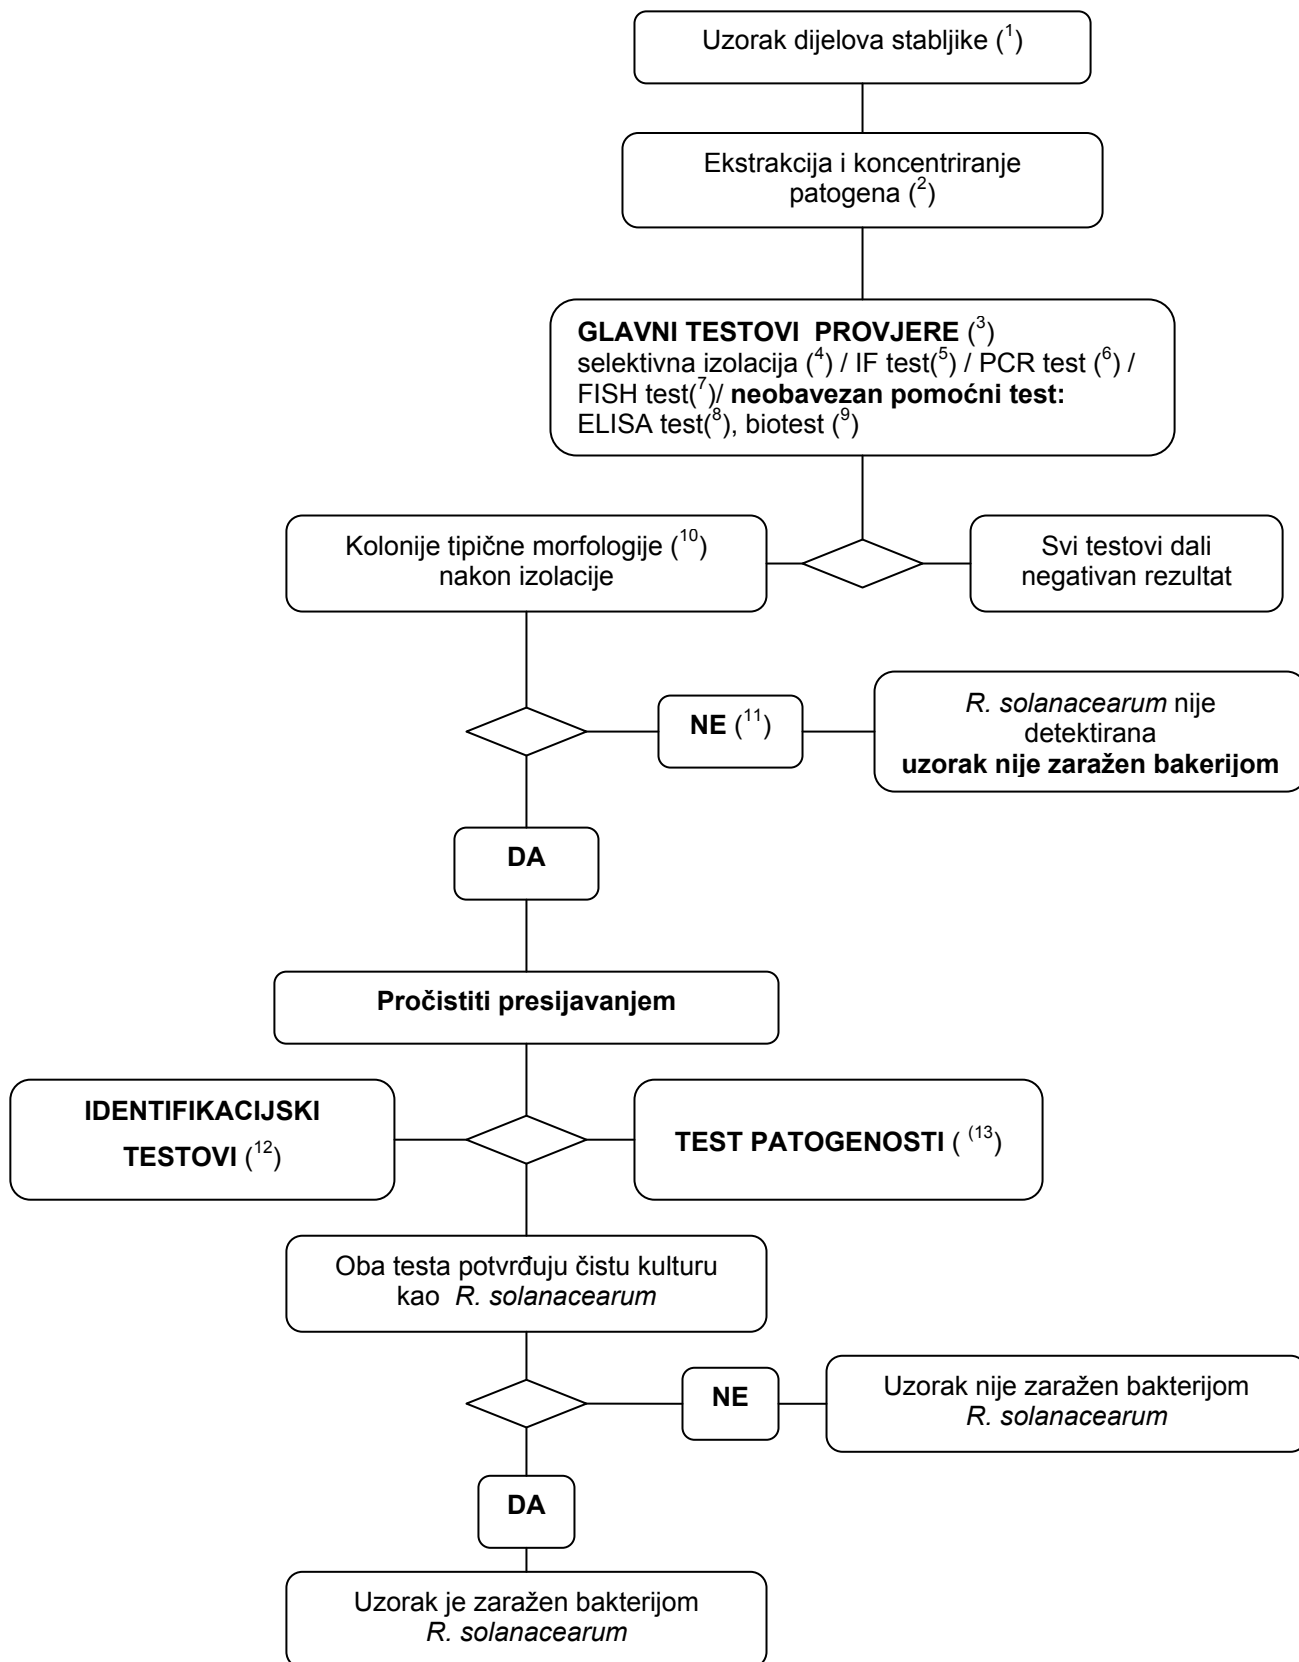 Uzorak dijelova stabljike (¹)
Ekstrakcija i koncentriranje
patogena (²)
GLAVNI TESTOVI PROVJERE (³)
selektivna izolacija (⁴) / IF test(⁵) / PCR test (⁶) /
FISH test(⁷)/ neobavezan pomoćni test:
ELISA test(⁸), biotest (⁹)
Kolonije tipične morfologije (¹⁰)
nakon izolacije
Svi testovi dali
negativan rezultat
NE (¹¹)
R. solanacearum nije
detektirana
uzorak nije zaražen bakerijom
DA
Pročistiti presijavanjem
IDENTIFIKACIJSKI
TESTOVI (¹²)
TEST PATOGENOSTI ( ⁽¹³)
Oba testa potvrđuju čistu kulturu
kao R. solanacearum
NE
Uzorak nije zaražen bakterijom
R. solanacearum
DA
Uzorak je zaražen bakterijom
R. solanacearum